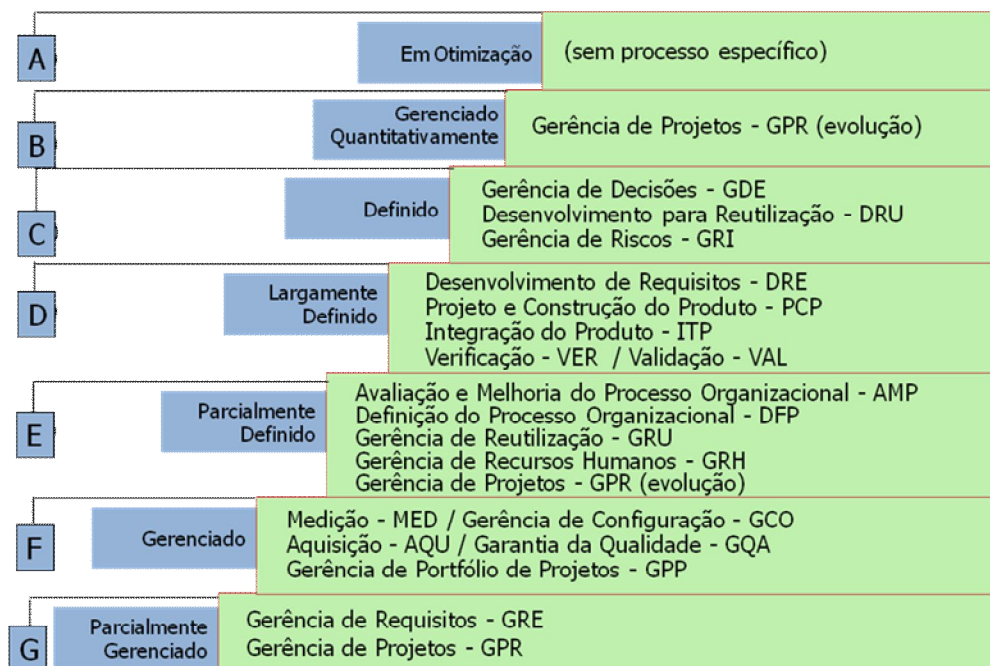 A
Em Otimização
(sem processo específico)
B
Gerenciado
Quantitativamente
Gerência de Projetos - GPR (evolução)
C
Definido
Gerência de Decisões - GDE
Desenvolvimento para Reutilização - DRU
Gerência de Riscos - GRI
D
Largamente
Definido
Desenvolvimento de Requisitos - DRE
Projeto e Construção do Produto - PCP
Integração do Produto - ITP
Verificação - VER / Validação - VAL
E
Parcialmente
Definido
Avaliação e Melhoria do Processo Organizacional - AMP
Definição do Processo Organizacional - DFP
Gerência de Reutilização - GRU
Gerência de Recursos Humanos - GRH
Gerência de Projetos - GPR (evolução)
F
Gerenciado
Medição - MED / Gerência de Configuração - GCO
Aquisição - AQU / Garantia da Qualidade - GQA
Gerência de Portfólio de Projetos - GPP
G
Parcialmente
Gerenciado
Gerência de Requisitos - GRE
Gerência de Projetos - GPR